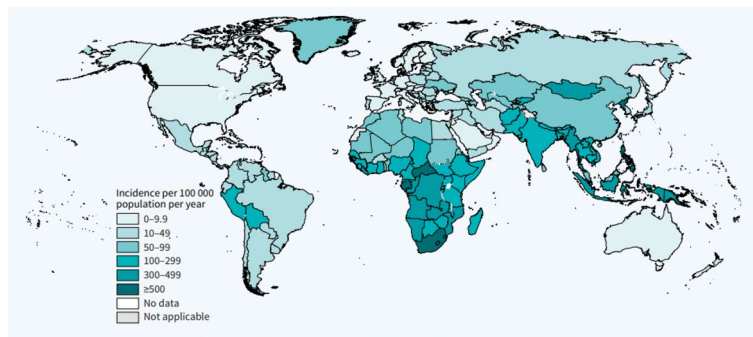 Incidence per 100 000
population per year
0–9.9
10–49
50–99
100–299
300–499
≥500
No data
Not applicable